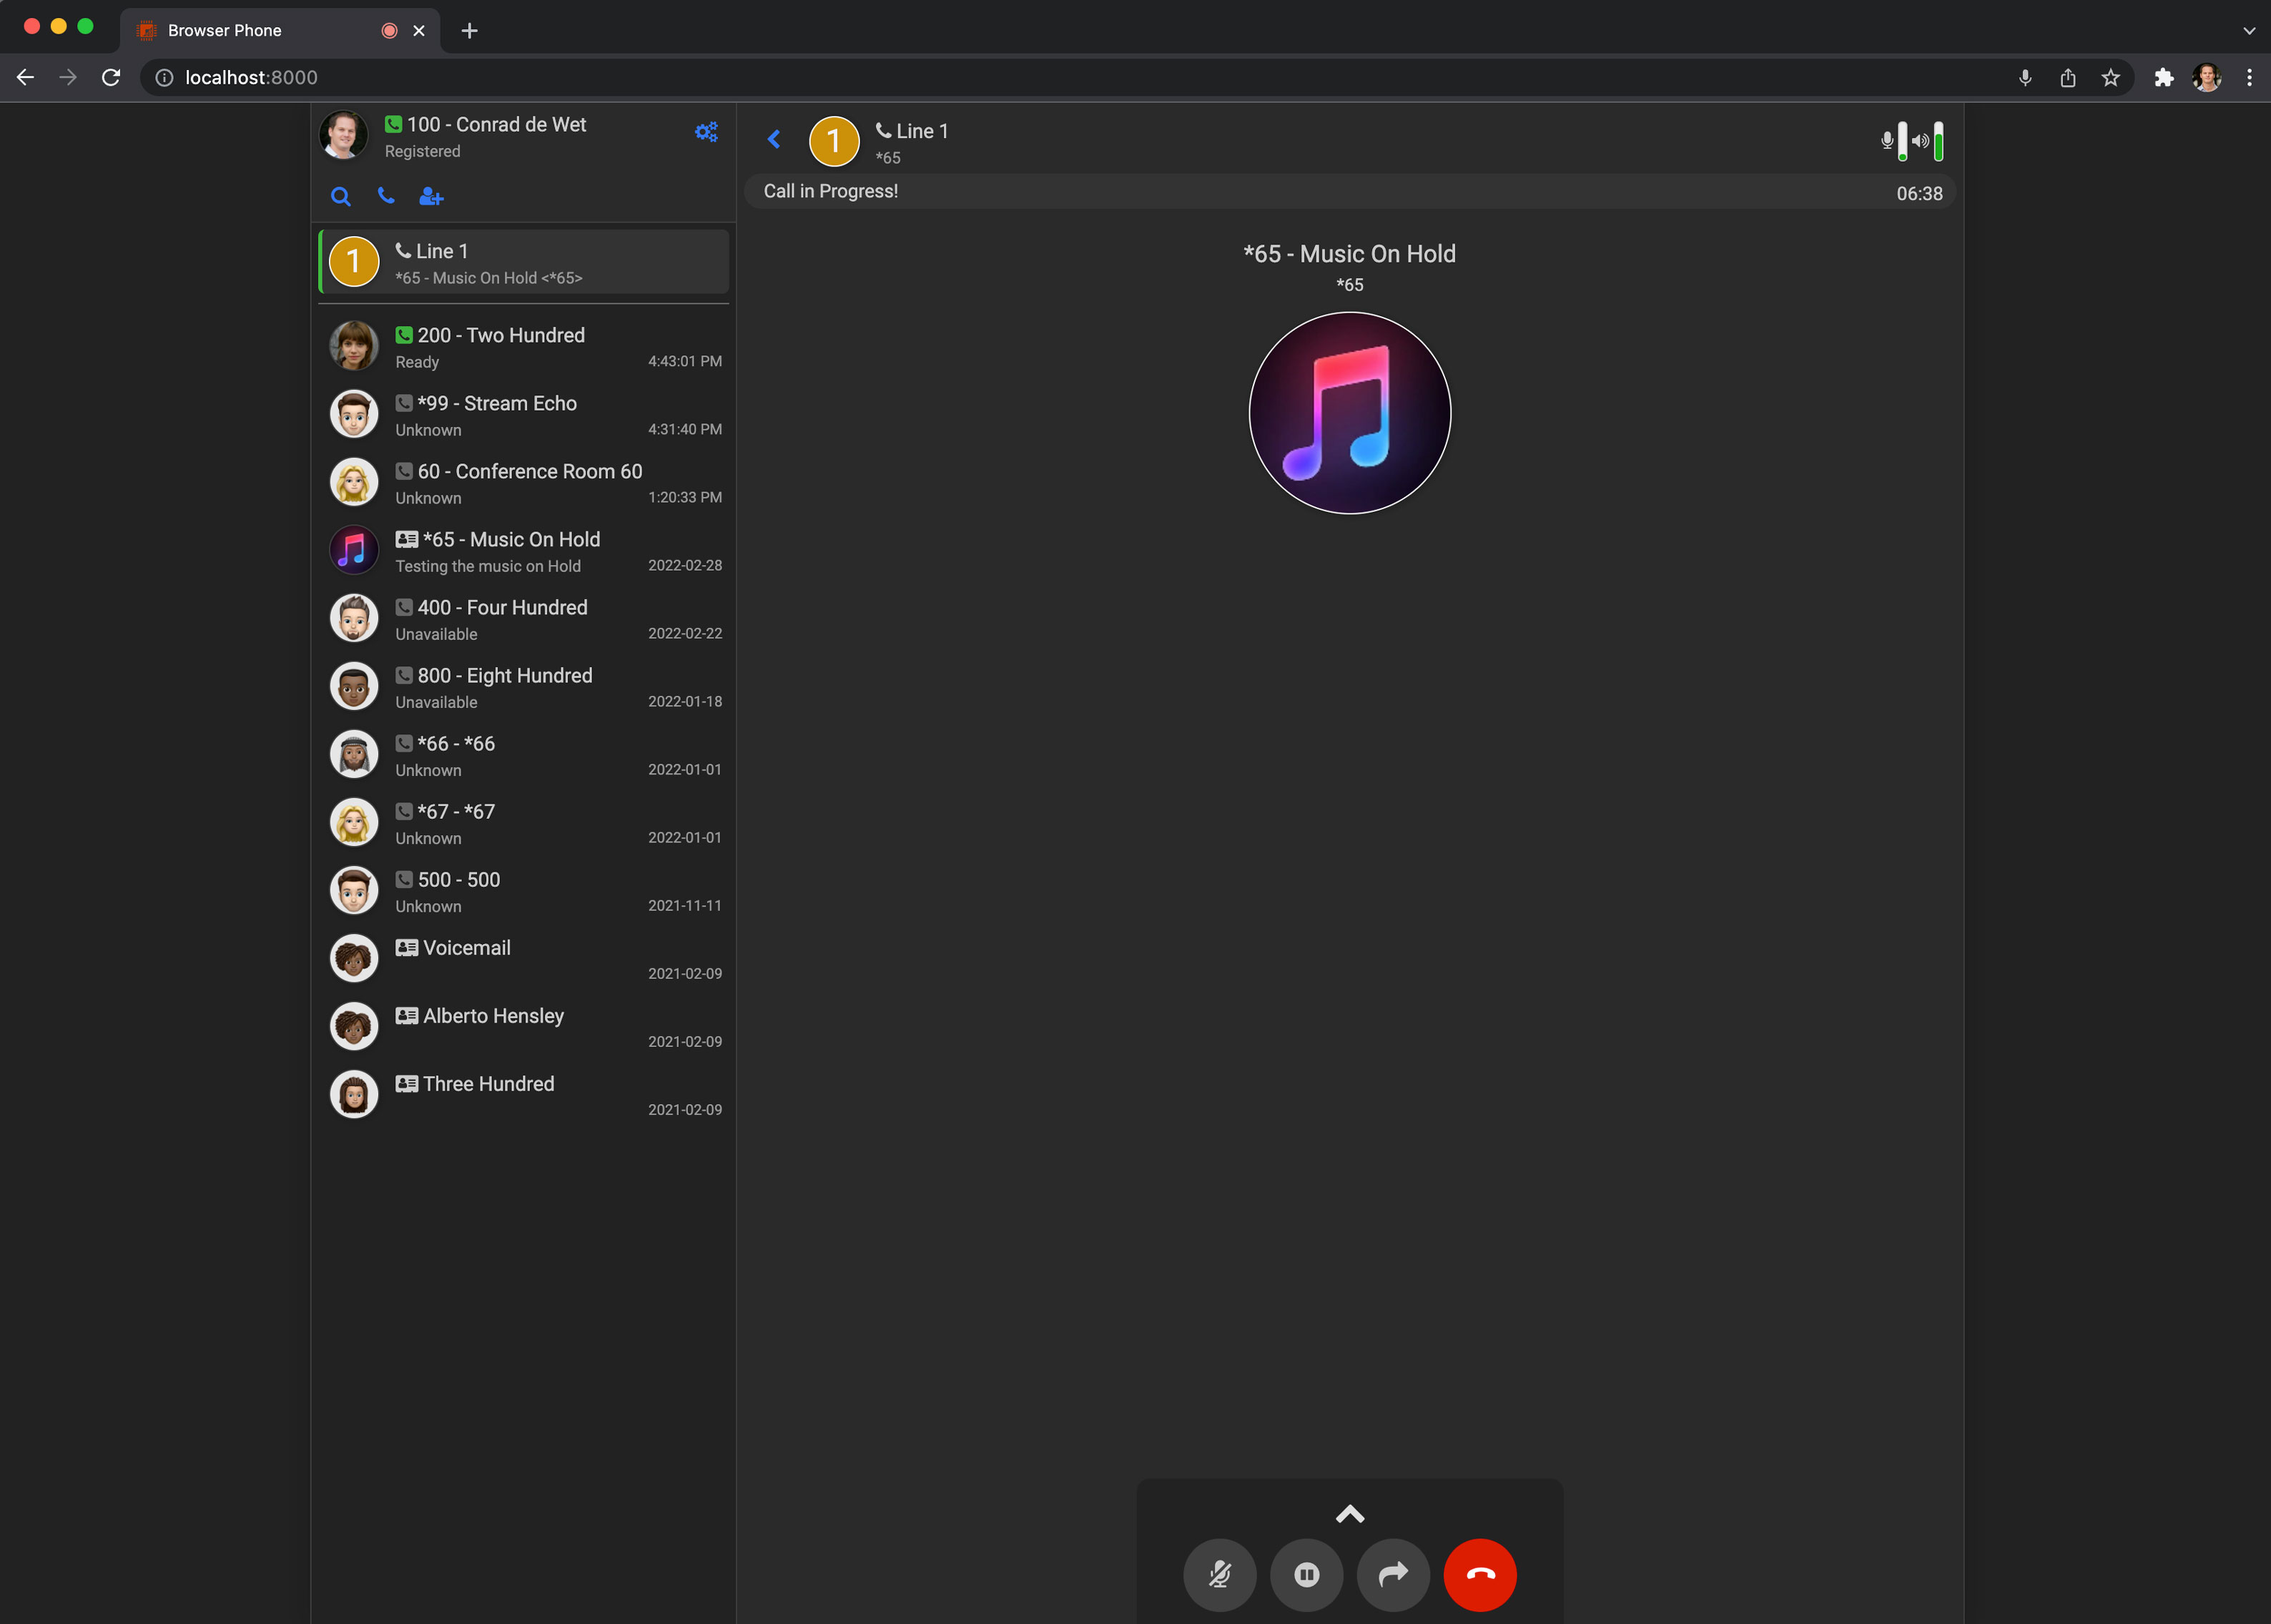 Browser Phone
localhost:8000
100 - Conrad de Wet
Registered
1
Line 1
*65 - Music On Hold <*65>
200 - Two Hundred
Ready
4:43:01 PM
*99 - Stream Echo
Unknown
4:31:40 PM
60 - Conference Room 60
Unknown
1:20:33 PM
*65 - Music On Hold
Testing the music on Hold
2022-02-28
400 - Four Hundred
Unavailable
2022-02-22
800 - Eight Hundred
Unavailable
2022-01-18
*66 - *66
Unknown
2022-01-01
*67 - *67
Unknown
2022-01-01
500 - 500
Unknown
2021-11-11
Voicemail
2021-02-09
Alberto Hensley
2021-02-09
Three Hundred
2021-02-09
1
Line 1
*65
Call in Progress!
06:38
*65 - Music On Hold
*65